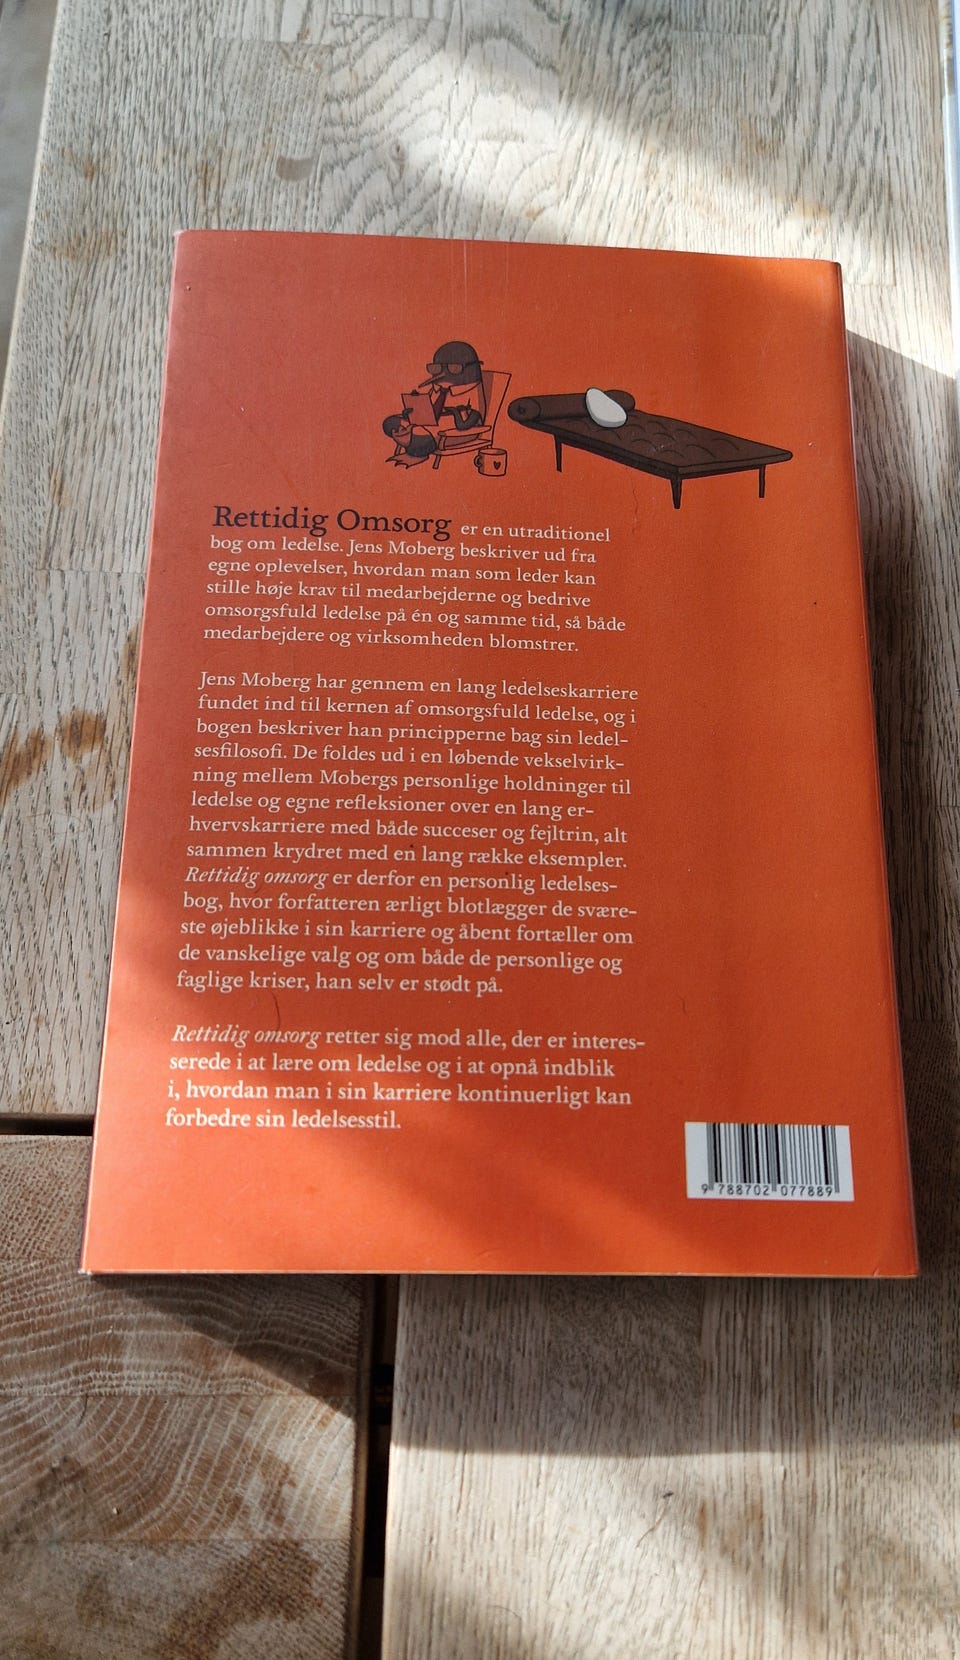 Rettidig Omsorg er en utraditionel
bog om ledelse. Jens Moberg beskriver ud fra
egne oplevelser, hvordan man som leder kan
stille høje krav til medarbejderne og bedrive
omsorgsfuld ledelse på én og samme tid, så både
medarbejdere og virksomheden blomstrer.
Jens Moberg har gennem en lang ledelseskarriere
fundet ind til kernen af omsorgsfuld ledelse, og i
bogen beskriver han principperne bag sin ledel-
sesfilosofi. De foldes ud i en løbende vekselvirk-
ning mellem Mobergs personlige holdninger til
ledelse og egne refleksioner over en lang er-
hvervskarriere med både succeser og fejltrin, alt
sammen krydret med en lang række eksempler.
Rettidig omsorg er derfor en personlig ledelses-
bog, hvor forfatteren ærligt blotlægger de svære-
ste øjeblikke i sin karriere og åbent fortæller om
de vanskelige valg og om både de personlige og
faglige kriser, han selv er stødt på.
Rettidig omsorg retter sig mod alle, der er interes-
serede i at lære om ledelse og i at opnå indblik
i, hvordan man i sin karriere kontinuerligt kan
forbedre sin ledelsesstil.
9 788702 077889